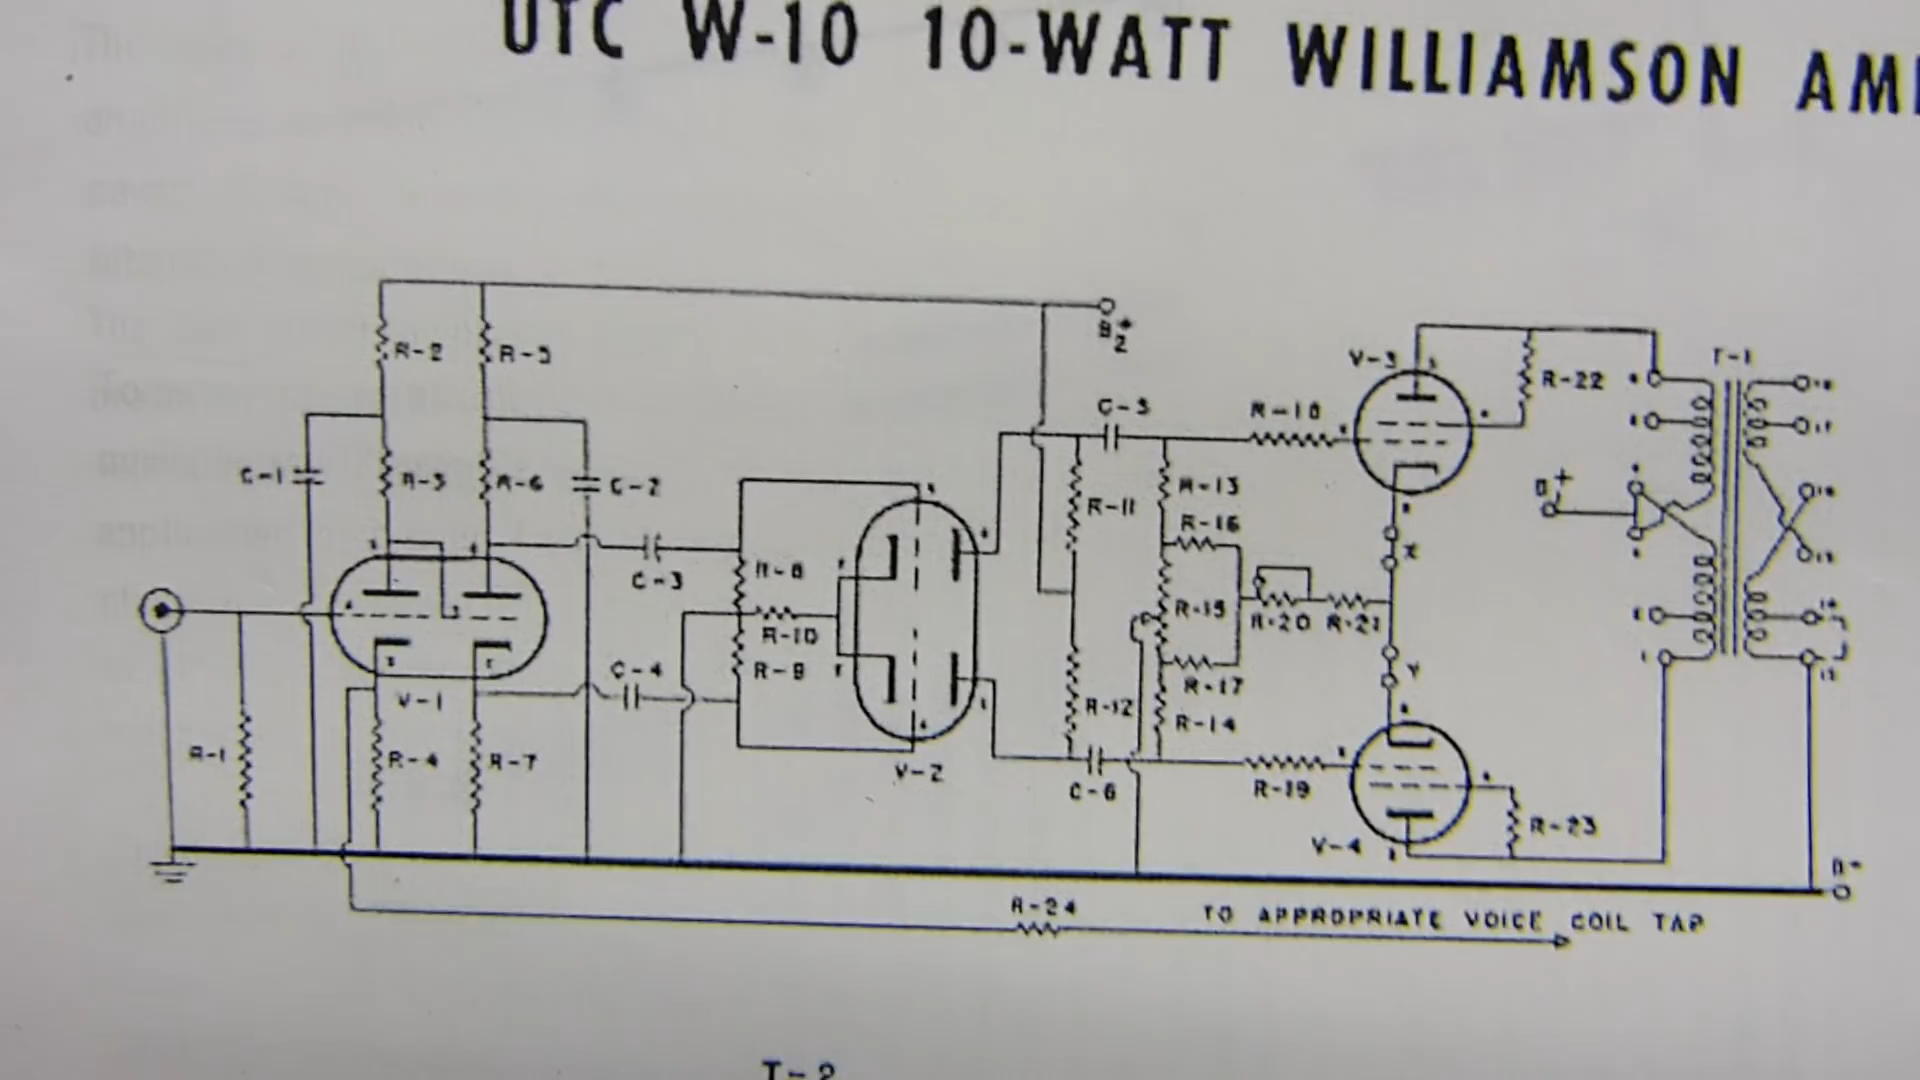 UTC W-10 10-WATT WILLIAMSON
B2+
R-2
R-5
V-3
T-1
R-22
C-5
R-18
C-1
R-3
R-6
C-2
R-11
R-13
R-16
B+
X
C-3
R-8
R-15
R-20
R-21
R-10
C-4
R-9
R-17
Y
V-1
R-12
R-14
R-1
R-4
R-7
V-2
C-6
R-19
R-23
V-4
B-
R-24
TO APPROPRIATE VOICE COIL TAP
T-2